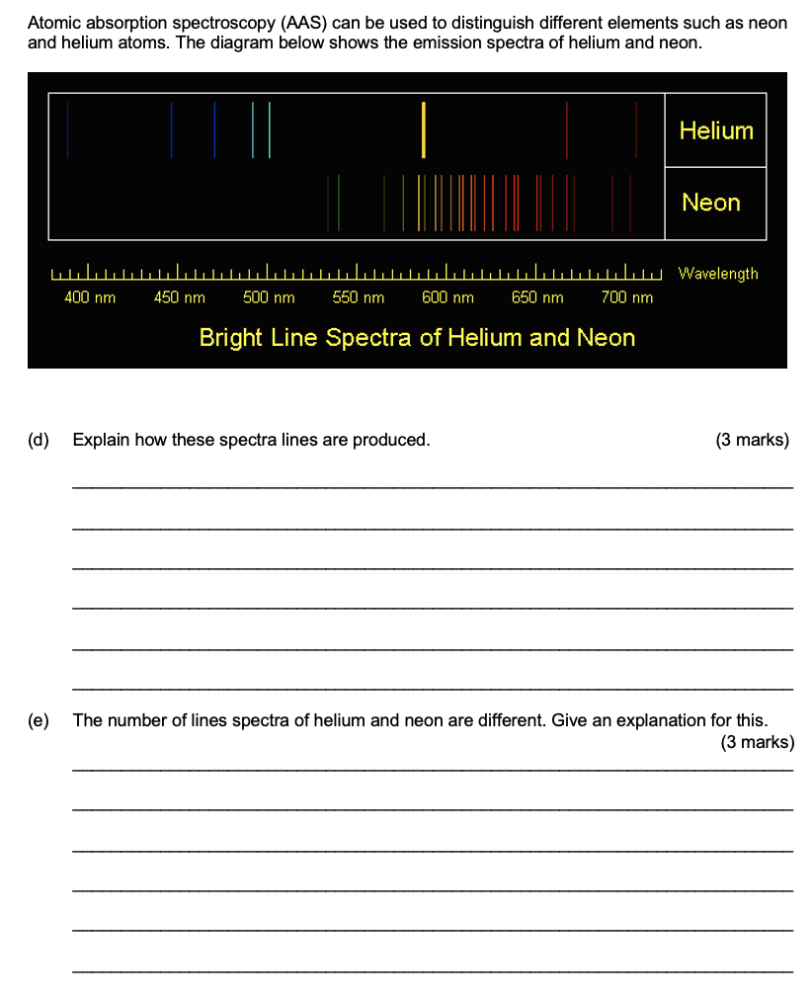 Atomic absorption spectroscopy (AAS) can be used to distinguish different elements such as neon
and helium atoms. The diagram below shows the emission spectra of helium and neon.
Helium
Neon
Wavelength
400 nm 450 nm 500 nm 550 nm 600 nm 650 nm 700 nm
Bright Line Spectra of Helium and Neon
(d) Explain how these spectra lines are produced. (3 marks)
(e) The number of lines spectra of helium and neon are different. Give an explanation for this.
(3 marks)